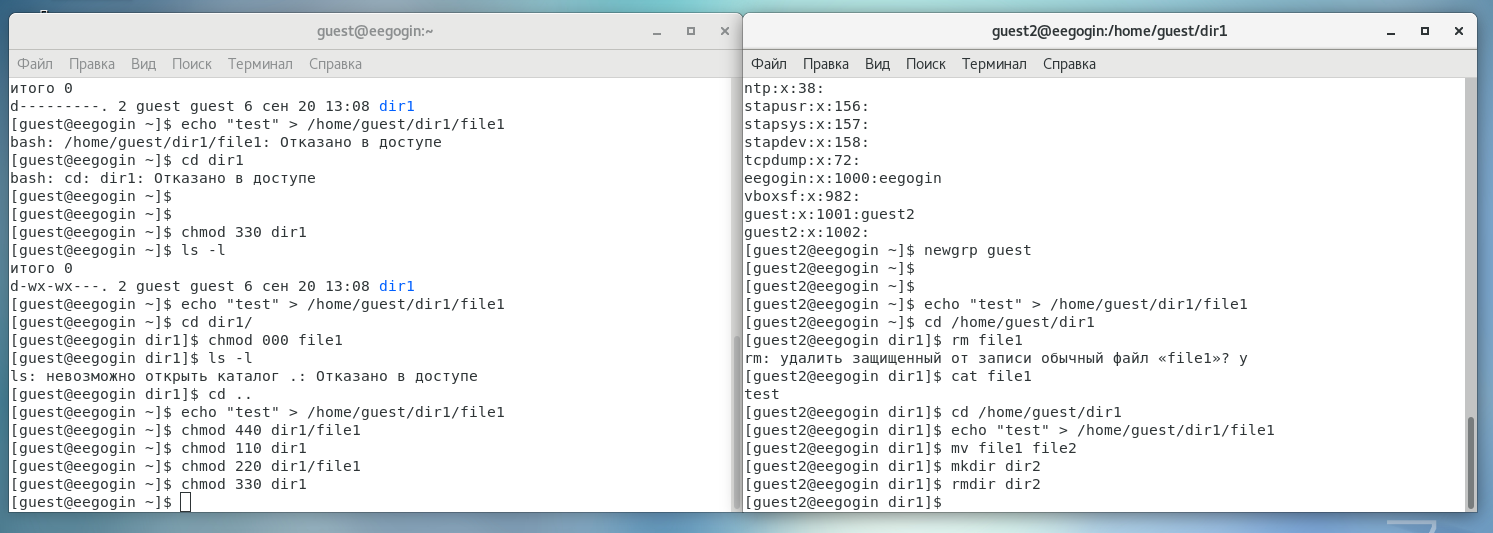 guest@eegogin:~
Файл Правка Вид Поиск Терминал Справка
итого 0
d---------. 2 guest guest 6 сен 20 13:08 dir1
[guest@eegogin ~]$ echo "test" > /home/guest/dir1/file1
bash: /home/guest/dir1/file1: Отказано в доступе
[guest@eegogin ~]$ cd dir1
bash: cd: dir1: Отказано в доступе
[guest@eegogin ~]$
[guest@eegogin ~]$
[guest@eegogin ~]$ chmod 330 dir1
[guest@eegogin ~]$ ls -l
итого 0
d-wx-wx---. 2 guest guest 6 сен 20 13:08 dir1
[guest@eegogin ~]$ echo "test" > /home/guest/dir1/file1
[guest@eegogin ~]$ cd dir1/
[guest@eegogin dir1]$ chmod 000 file1
[guest@eegogin dir1]$ ls -l
ls: невозможно открыть каталог .: Отказано в доступе
[guest@eegogin dir1]$ cd ..
[guest@eegogin ~]$ echo "test" > /home/guest/dir1/file1
[guest@eegogin ~]$ chmod 440 dir1/file1
[guest@eegogin ~]$ chmod 110 dir1
[guest@eegogin ~]$ chmod 220 dir1/file1
[guest@eegogin ~]$ chmod 330 dir1
[guest@eegogin ~]$
guest2@eegogin:/home/guest/dir1
Файл Правка Вид Поиск Терминал Справка
ntp:x:38:
stapusr:x:156:
stapsys:x:157:
stapdev:x:158:
tcpdump:x:72:
eegogin:x:1000:eegogin
vboxsf:x:982:
guest:x:1001:guest2
guest2:x:1002:
[guest2@eegogin ~]$ newgrp guest
[guest2@eegogin ~]$
[guest2@eegogin ~]$
[guest2@eegogin ~]$ echo "test" > /home/guest/dir1/file1
[guest2@eegogin ~]$ cd /home/guest/dir1
[guest2@eegogin dir1]$ rm file1
rm: удалить защищенный от записи обычный файл «file1»? y
[guest2@eegogin dir1]$ cat file1
test
[guest2@eegogin dir1]$ cd /home/guest/dir1
[guest2@eegogin dir1]$ echo "test" > /home/guest/dir1/file1
[guest2@eegogin dir1]$ mv file1 file2
[guest2@eegogin dir1]$ mkdir dir2
[guest2@eegogin dir1]$ rmdir dir2
[guest2@eegogin dir1]$